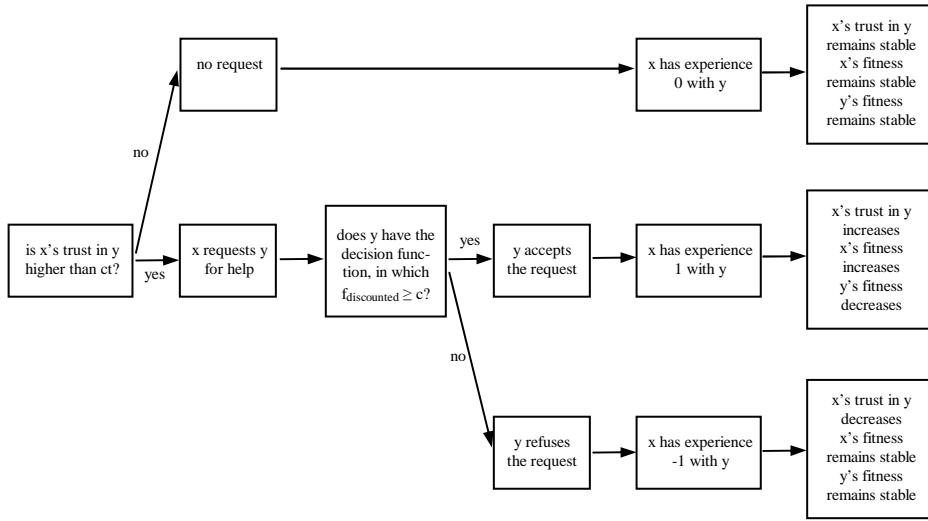 no request
x has experience
0 with y
x's trust in y
remains stable
x's fitness
remains stable
y's fitness
remains stable
no
is x's trust in y
higher than ct?
yes
x requests y
for help
does y have the
decision func-
tion, in which
f_discounted ≥ c?
yes
y accepts
the request
x has experience
1 with y
x's trust in y
increases
x's fitness
increases
y's fitness
decreases
no
y refuses
the request
x has experience
-1 with y
x's trust in y
decreases
x's fitness
remains stable
y's fitness
remains stable